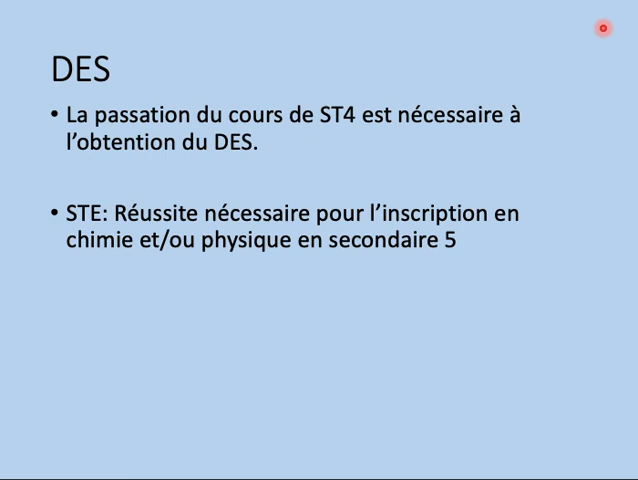 DES
• La passation du cours de ST4 est nécessaire à
l’obtention du DES.
• STE: Réussite nécessaire pour l’inscription en
chimie et/ou physique en secondaire 5